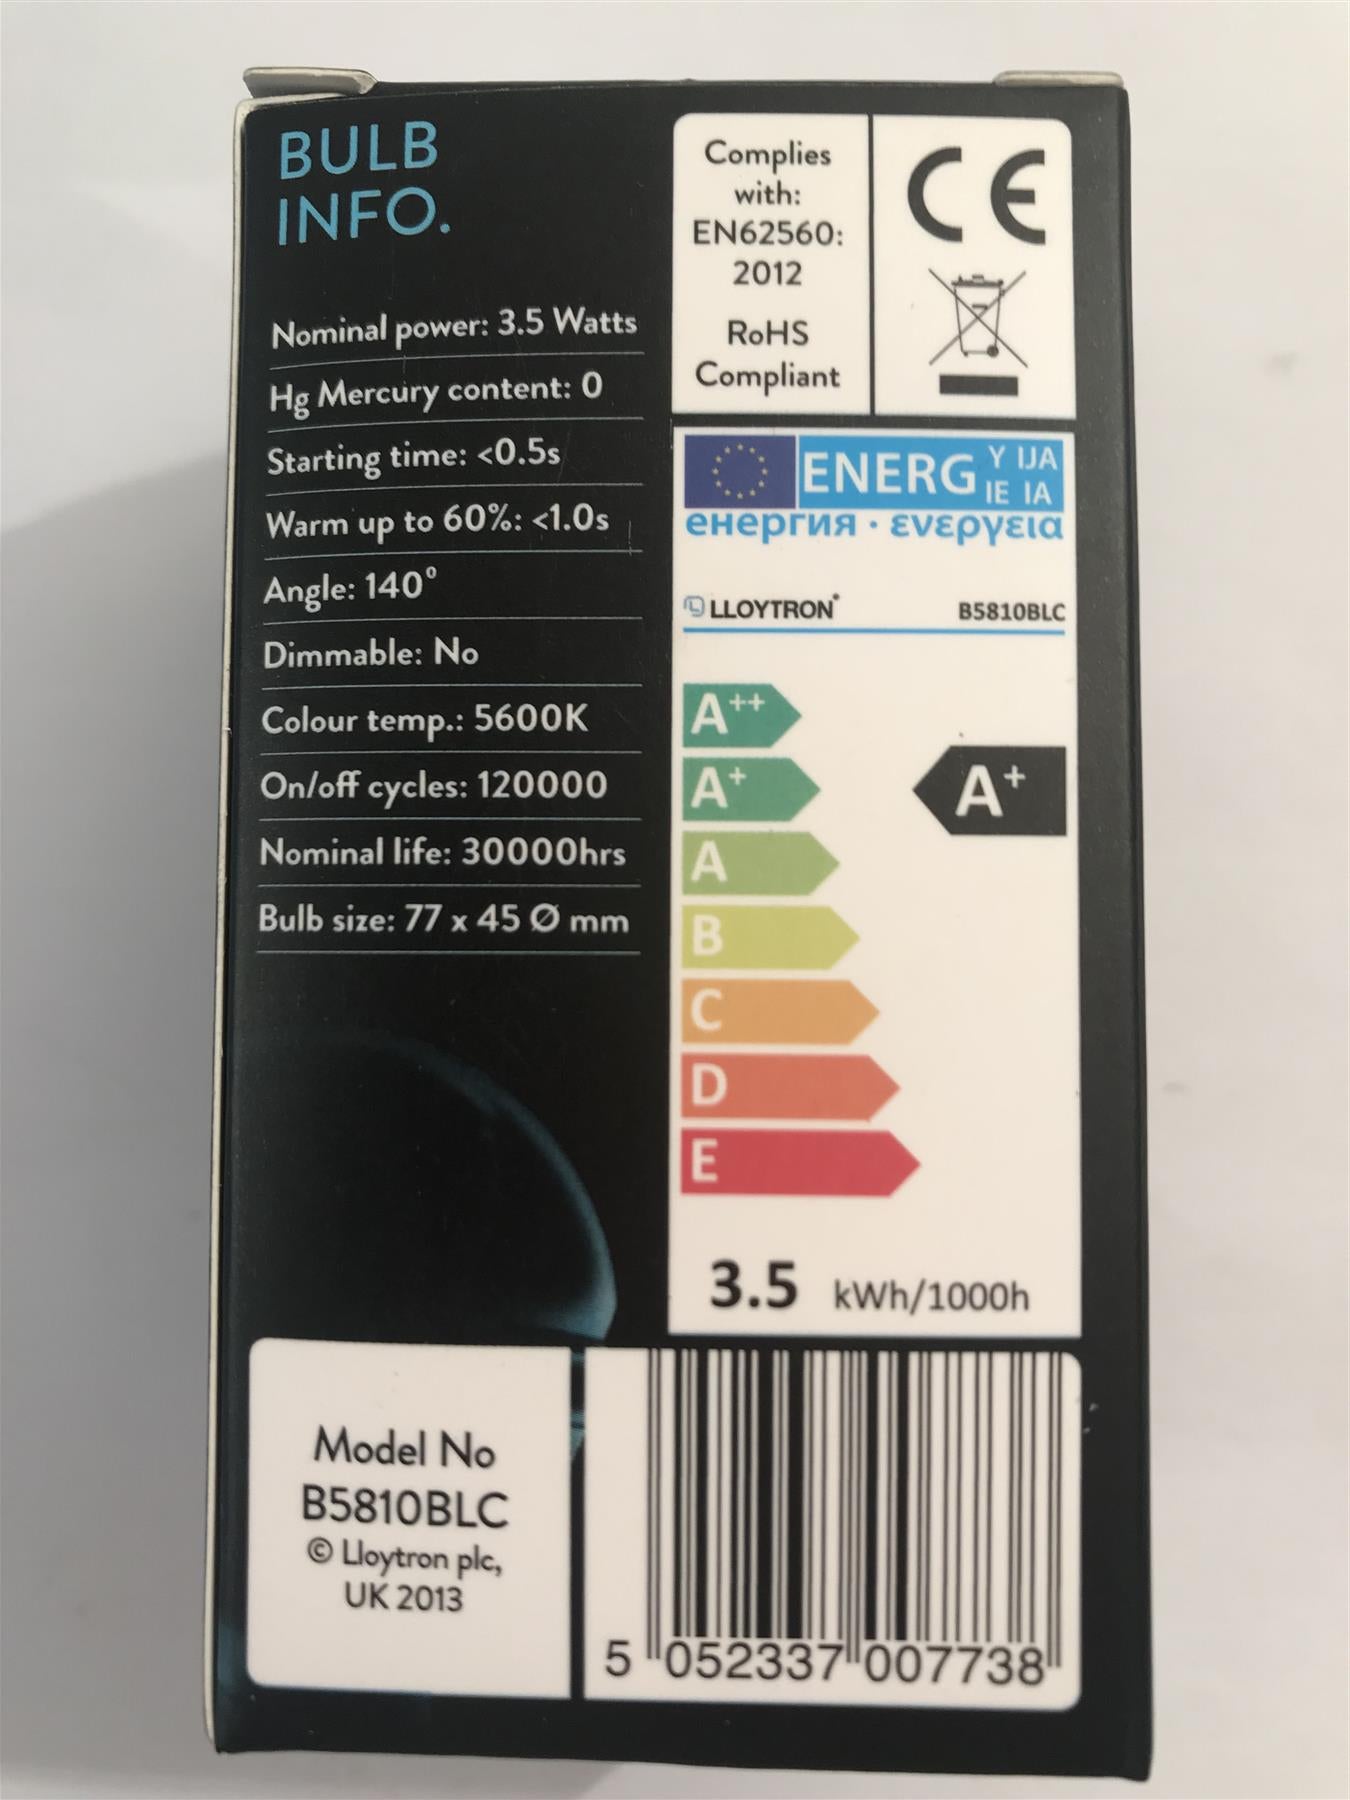 BULB
INFO.
Nominal power: 3.5 Watts
Hg Mercury content: 0
Starting time: <0.5s
Warm up to 60%: <1.0s
Angle: 140°
Dimmable: No
Colour temp.: 5600K
On/off cycles: 120000
Nominal life: 30000hrs
Bulb size: 77 x 45 Ø mm
Complies
with:
EN62560:
2012
RoHS
Compliant
CE
ENERG Y IJA
IE IA
енергия · ενεργεια
LLOYTRON® B5810BLC
A++
A+
A+
A
B
C
D
E
3.5 kWh/1000h
Model No
B5810BLC
© Lloytron plc,
UK 2013
5 052337 007738